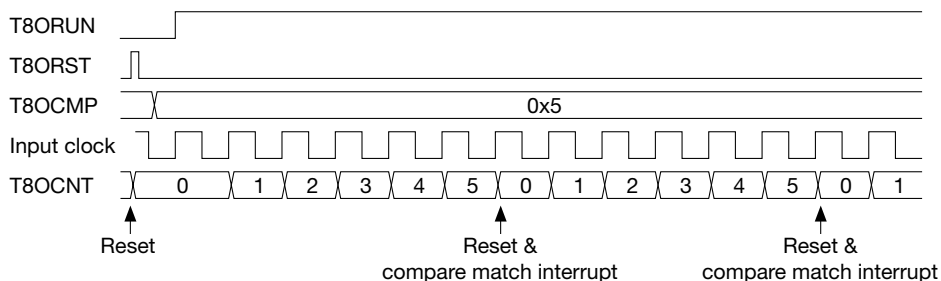 T8ORUN
T8ORST
T8OCMP 0x5
Input clock
T8OCNT 0 1 2 3 4 5 0 1 2 3 4 5 0 1
Reset Reset & Reset &
compare match interrupt compare match interrupt